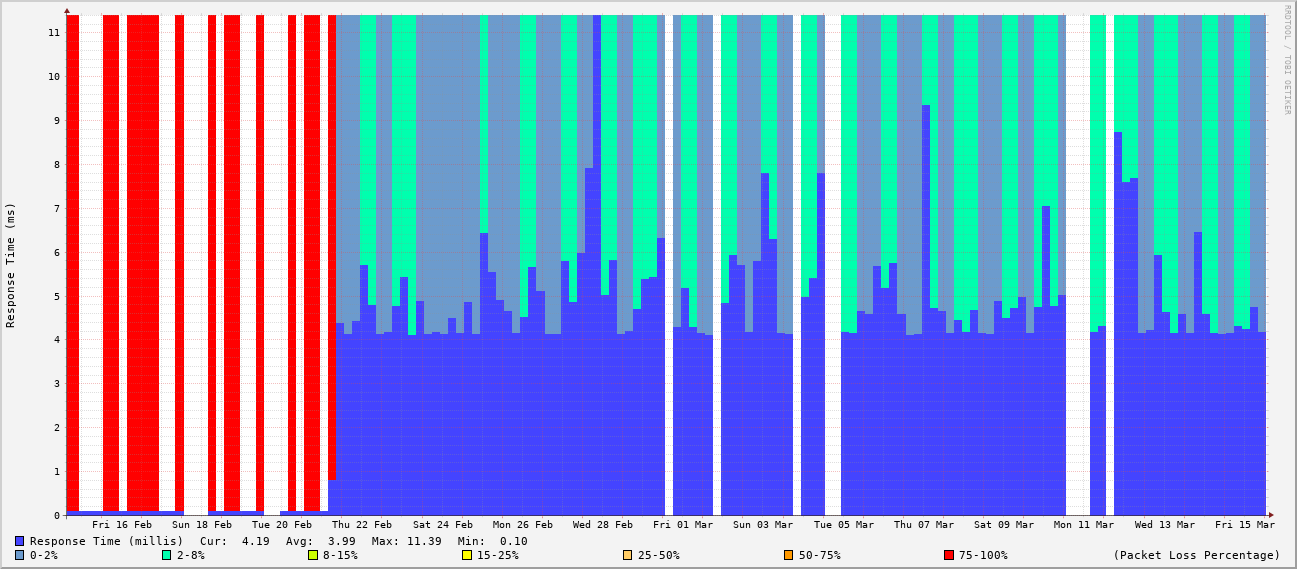 RRDTOOL / TOBI OETIKER
Response Time (ms)
11
10
9
8
7
6
5
4
3
2
1
0
Fri 16 Feb Sun 18 Feb Tue 20 Feb Thu 22 Feb Sat 24 Feb Mon 26 Feb Wed 28 Feb Fri 01 Mar Sun 03 Mar Tue 05 Mar Thu 07 Mar Sat 09 Mar Mon 11 Mar Wed 13 Mar Fri 15 Mar
Response Time (millis) Cur: 4.19 Avg: 3.99 Max: 11.39 Min: 0.10
0-2% 2-8% 8-15% 15-25% 25-50% 50-75% 75-100% (Packet Loss Percentage)